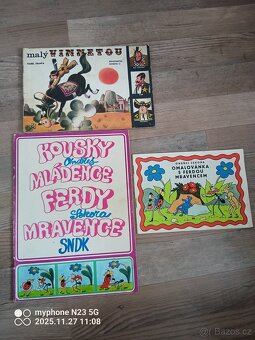 malý VINNETOU
KOUSKY
Ondřej
MLÁDENCE
FERDY
Sekora
MRAVENCE
SNDK
ONDŘEJ SEKORA
OMALOVÁNKA
S FERDOU
MRAVENCEM
myphone N23 5G
2025.11.27 11:08
Bazoš.cz